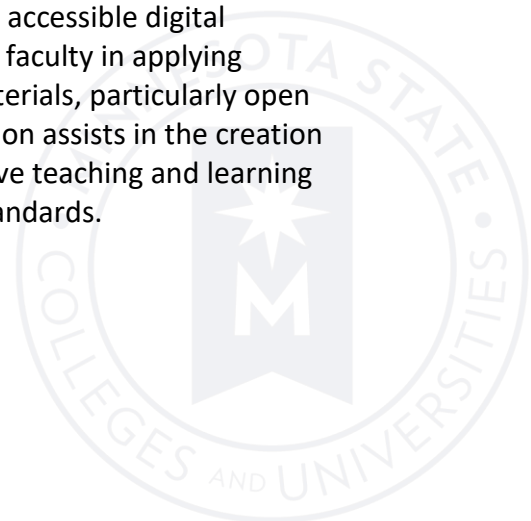 accessible digital
faculty in applying
terials, particularly open
on assists in the creation
ve teaching and learning
andards.
MINNESOTA STATE
M
COLLEGES AND UNIVERSITIES